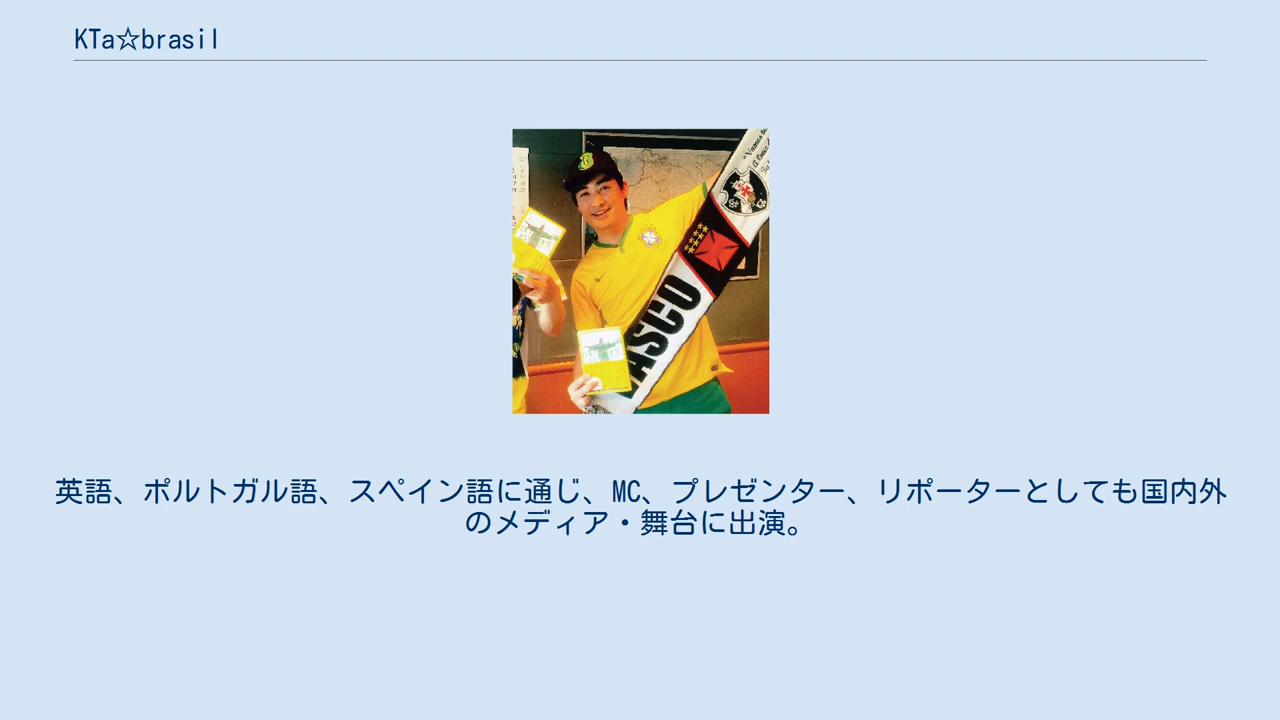 KTa☆brasil
VASCO
英語、ポルトガル語、スペイン語に通じ、MC、プレゼンター、リポーターとしても国内外
のメディア・舞台に出演。